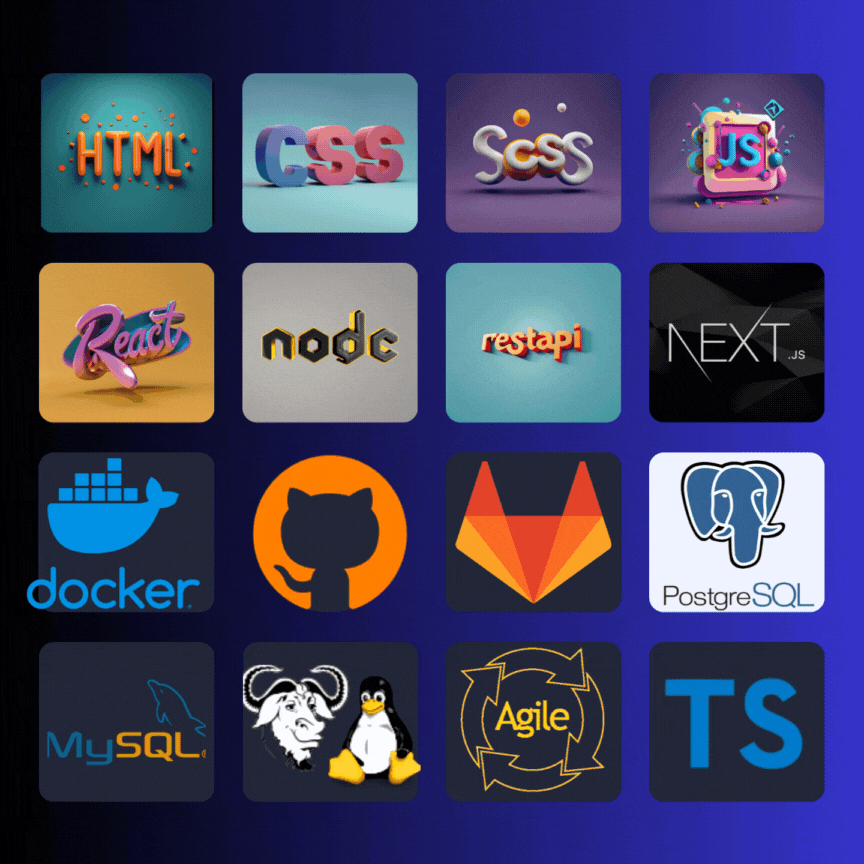 HTML
CSS
Scss
JS
React
node
restapi
NEXT.JS
docker
PostgreSQL
MySQL
Agile
TS